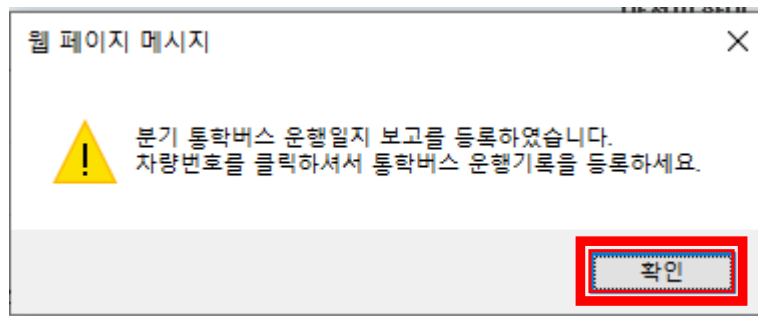 웹 페이지 메시지
분기 통학버스 운행일지 보고를 등록하였습니다.
차량번호를 클릭하셔서 통학버스 운행기록을 등록하세요.
확인